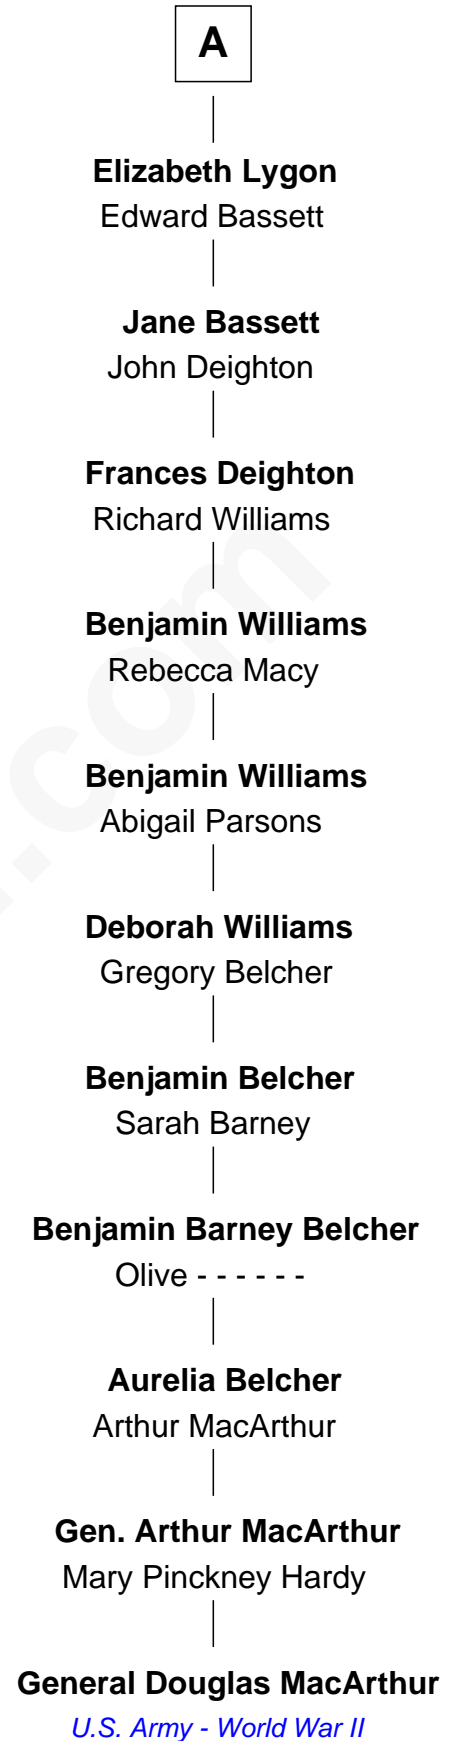 A
Elizabeth Lygon
Edward Bassett
Jane Bassett
John Deighton
Frances Deighton
Richard Williams
Benjamin Williams
Rebecca Macy
Benjamin Williams
Abigail Parsons
Deborah Williams
Gregory Belcher
Benjamin Belcher
Sarah Barney
Benjamin Barney Belcher
Olive - - - - - -
Aurelia Belcher
Arthur MacArthur
Gen. Arthur MacArthur
Mary Pinckney Hardy
General Douglas MacArthur
U.S. Army - World War II
.com